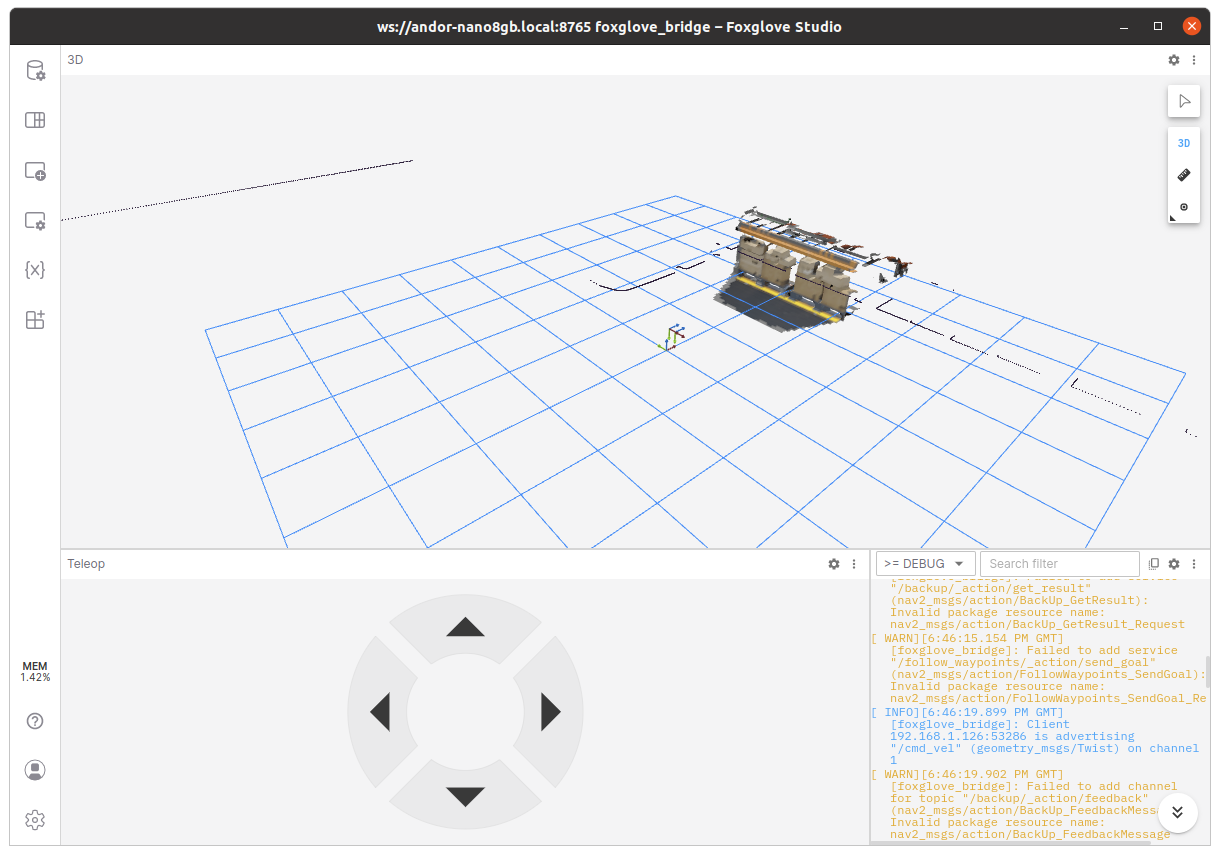 ws://andor-nano8gb.local:8765 foxglove_bridge – Foxglove Studio
3D
3D
MEM
1.42%
Teleop
>= DEBUG
Search filter
"/backup/_action/get_result"
(nav2_msgs/action/BackUp_GetResult):
Invalid package resource name:
nav2_msgs/action/BackUp_GetResult_Request
[ WARN][6:46:15.154 PM GMT]
[foxglove_bridge]: Failed to add service
"/follow_waypoints/_action/send_goal"
(nav2_msgs/action/FollowWaypoints_SendGoal):
Invalid package resource name:
nav2_msgs/action/FollowWaypoints_SendGoal_Re
[ INFO][6:46:19.899 PM GMT]
[foxglove_bridge]: Client
192.168.1.126:53286 is advertising
"/cmd_vel" (geometry_msgs/Twist) on channel
1
[ WARN][6:46:19.902 PM GMT]
[foxglove_bridge]: Failed to add channel
for topic "/backup/_action/feedback"
(nav2_msgs/action/BackUp_FeedbackMessa
Invalid package resource name:
nav2_msgs/action/BackUp_FeedbackMessage